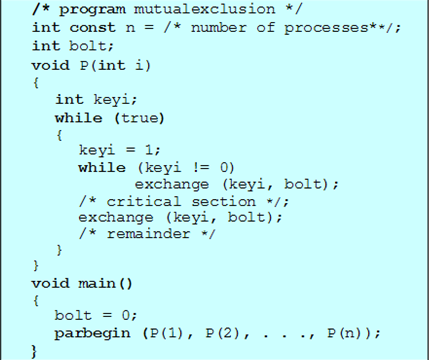 /* program mutualexclusion */
int const n = /* number of processes**/;
int bolt;
void P(int i)
{
int keyi;
while (true)
{
keyi = 1;
while (keyi != 0)
exchange (keyi, bolt);
/* critical section */;
exchange (keyi, bolt);
/* remainder */
}
}
void main()
{
bolt = 0;
parbegin (P(1), P(2), . . ., P(n));
}